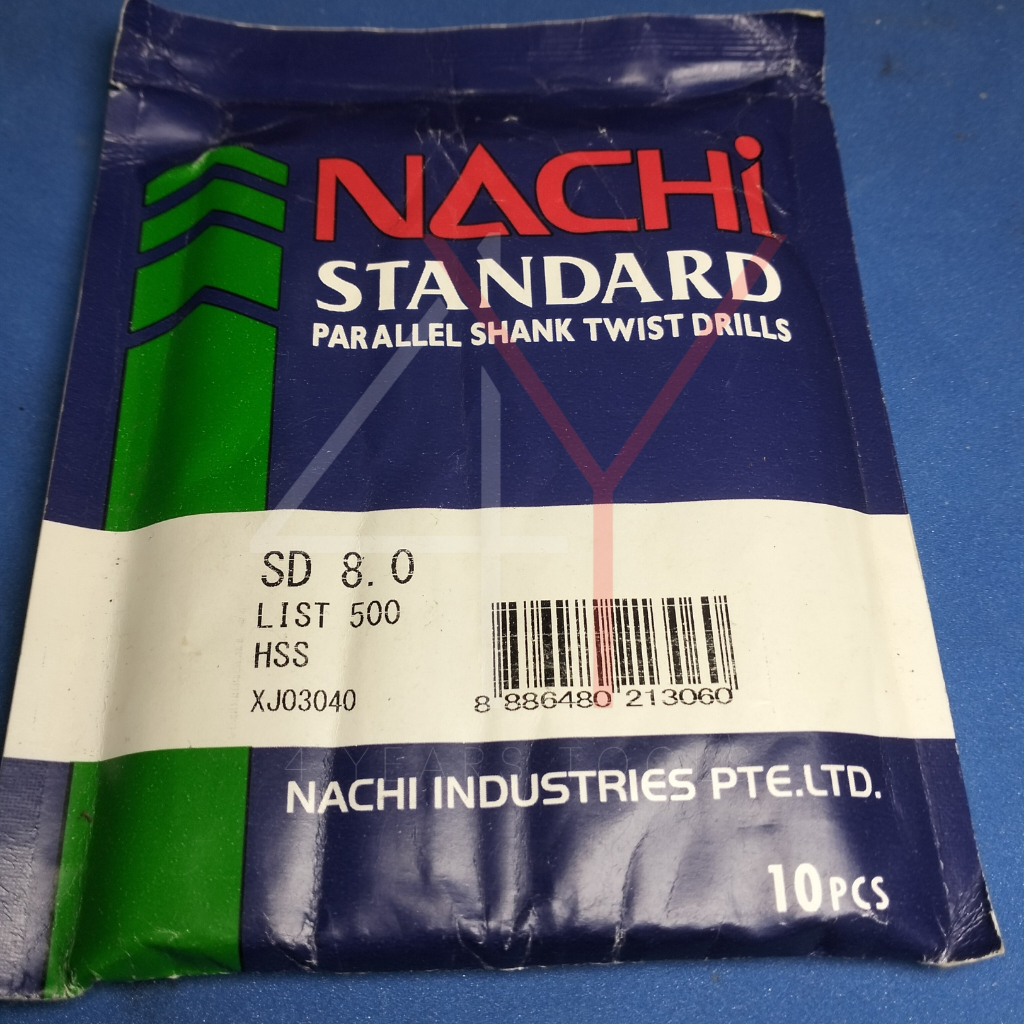 NACHi
STANDARD
PARALLEL SHANK TWIST DRILLS
4Y
SD 8.0
LIST 500
HSS
XJ03040
8 886480 213060
NACHI INDUSTRIES PTE.LTD.
10PCS